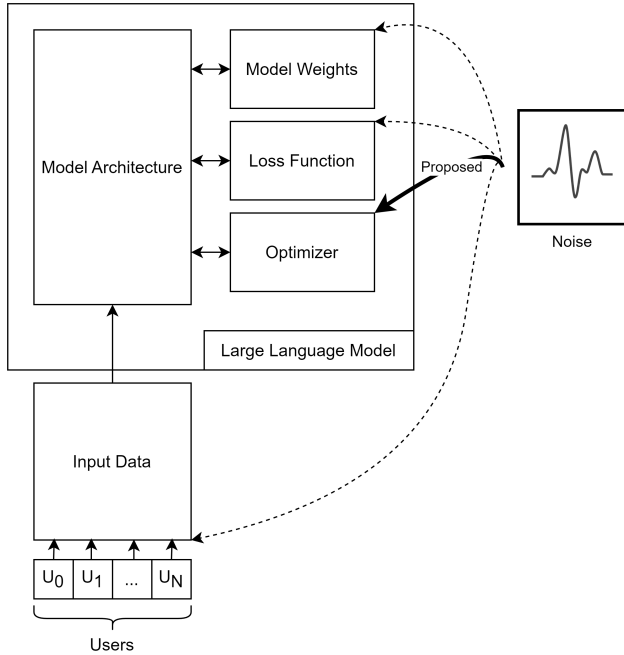 Model Weights
Model Architecture
Loss Function
Proposed
Optimizer
Noise
Large Language Model
Input Data
U0 U1 ... UN
Users